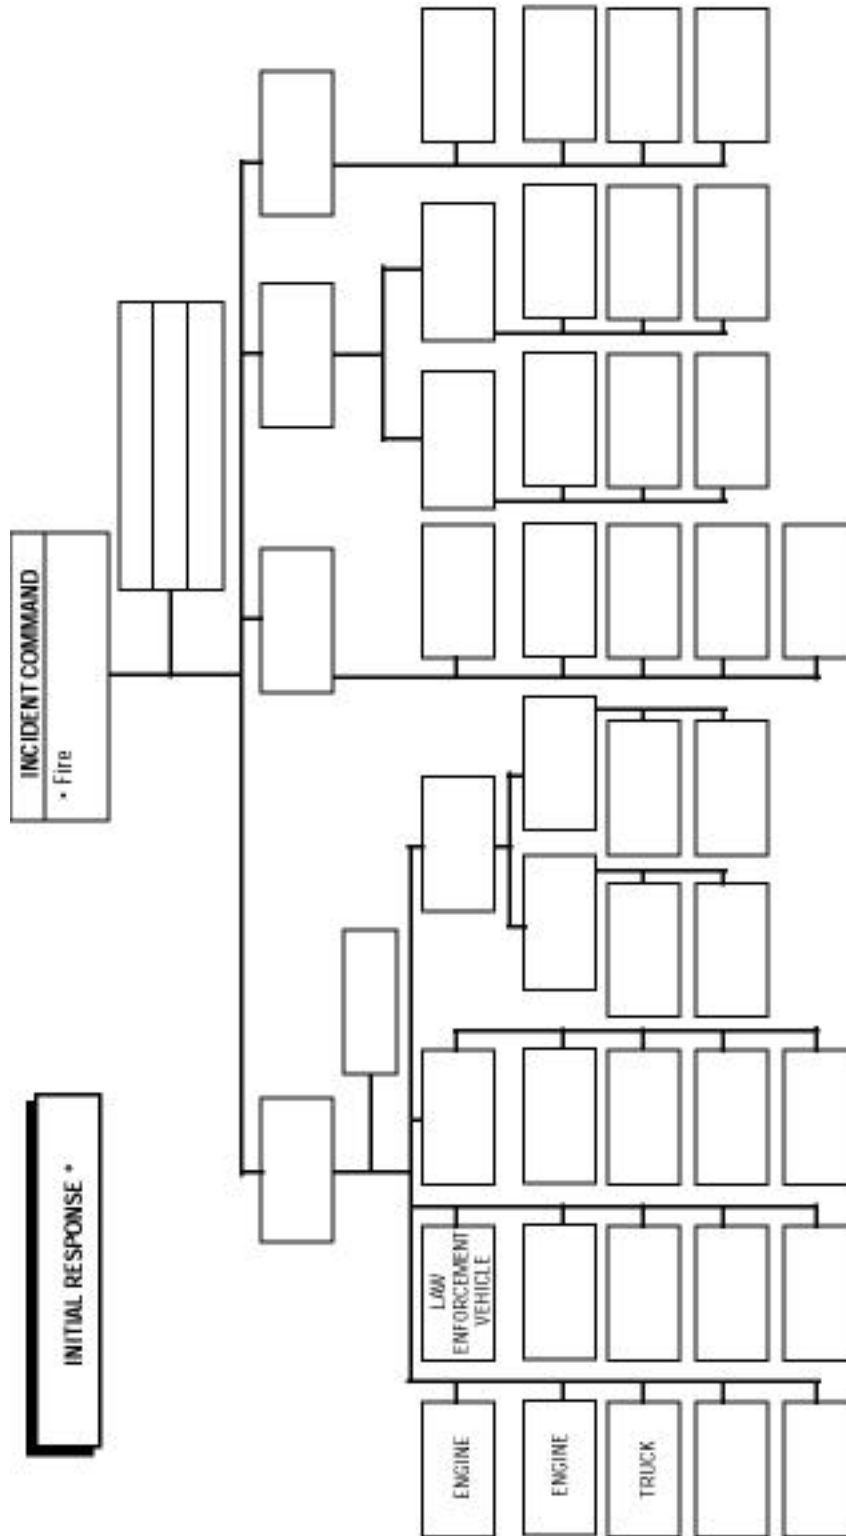 INITIAL RESPONSE *
INCIDENT COMMAND
• Fire
LAW
ENFORCEMENT
VEHICLE
ENGINE
ENGINE
TRUCK